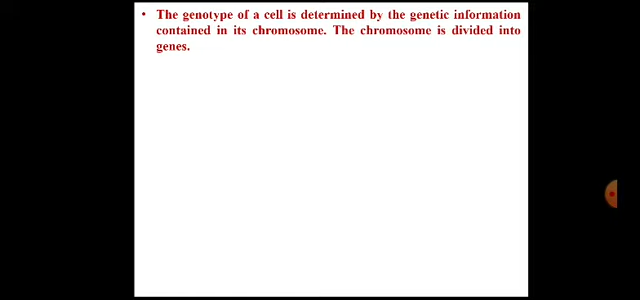 • The genotype of a cell is determined by the genetic information
contained in its chromosome. The chromosome is divided into
genes.